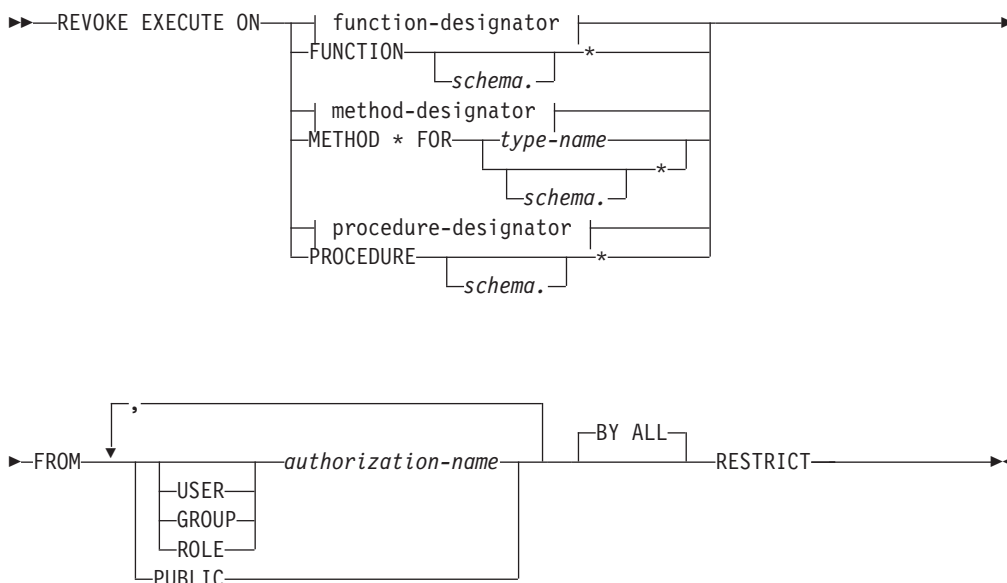 REVOKE EXECUTE ON function-designator
FUNCTION *
schema.
method-designator
METHOD * FOR type-name
*
schema.
procedure-designator
PROCEDURE *
schema.
,
BY ALL
FROM authorization-name RESTRICT
USER
GROUP
ROLE
PUBLIC